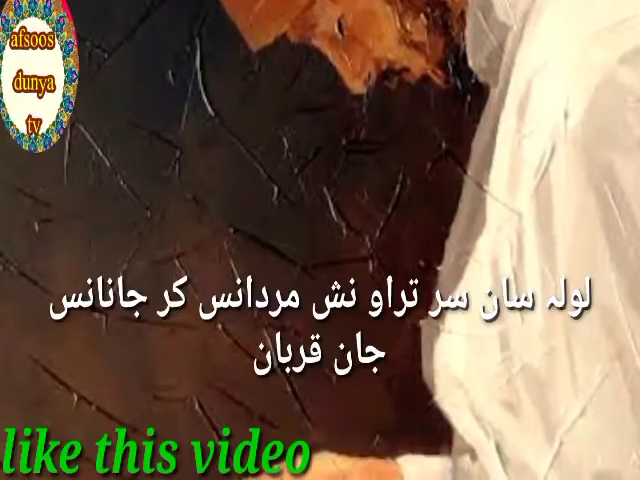 afsoos
dunya
tv
لولہ سان سر تراو نش مردانس کر جانانس
جان قربان
like this video